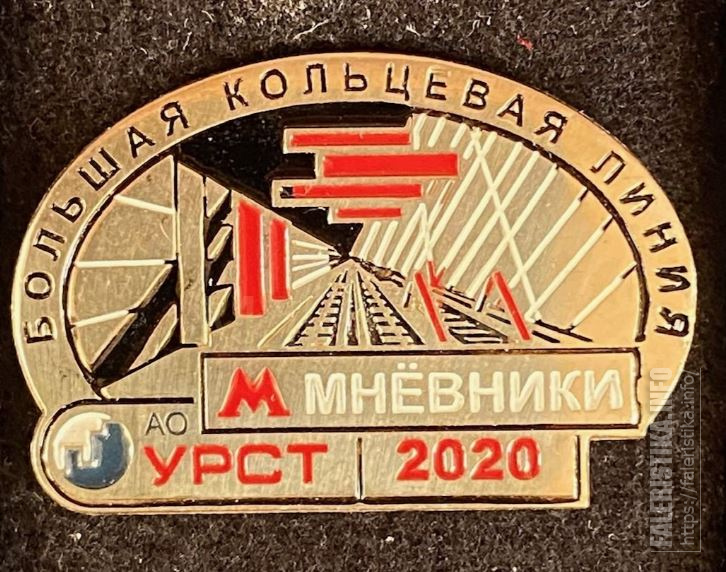 БОЛЬШАЯ КОЛЬЦЕВАЯ ЛИНИЯ
М МНЁВНИКИ
АО УРСТ 2020
FALERISTIKA.INFO
https://faleristika.info/